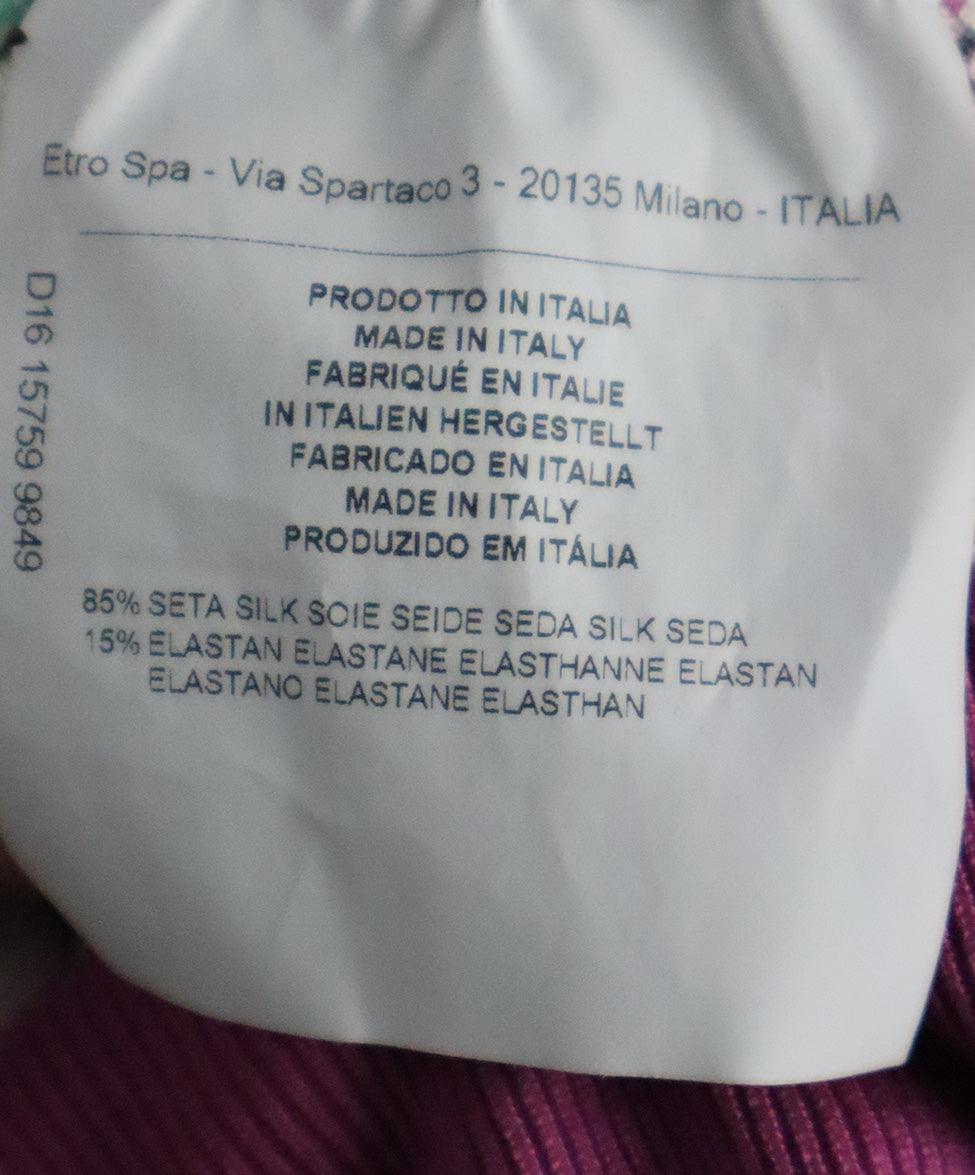 Etro Spa - Via Spartaco 3 - 20135 Milano - ITALIA
D16 15759 9849
PRODOTTO IN ITALIA
MADE IN ITALY
FABRIQUÉ EN ITALIE
IN ITALIEN HERGESTELLT
FABRICADO EN ITALIA
MADE IN ITALY
PRODUZIDO EM ITÁLIA
85% SETA SILK SOIE SEIDE SEDA SILK SEDA
15% ELASTAN ELASTANE ELASTHANNE ELASTAN
ELASTANO ELASTANE ELASTHAN